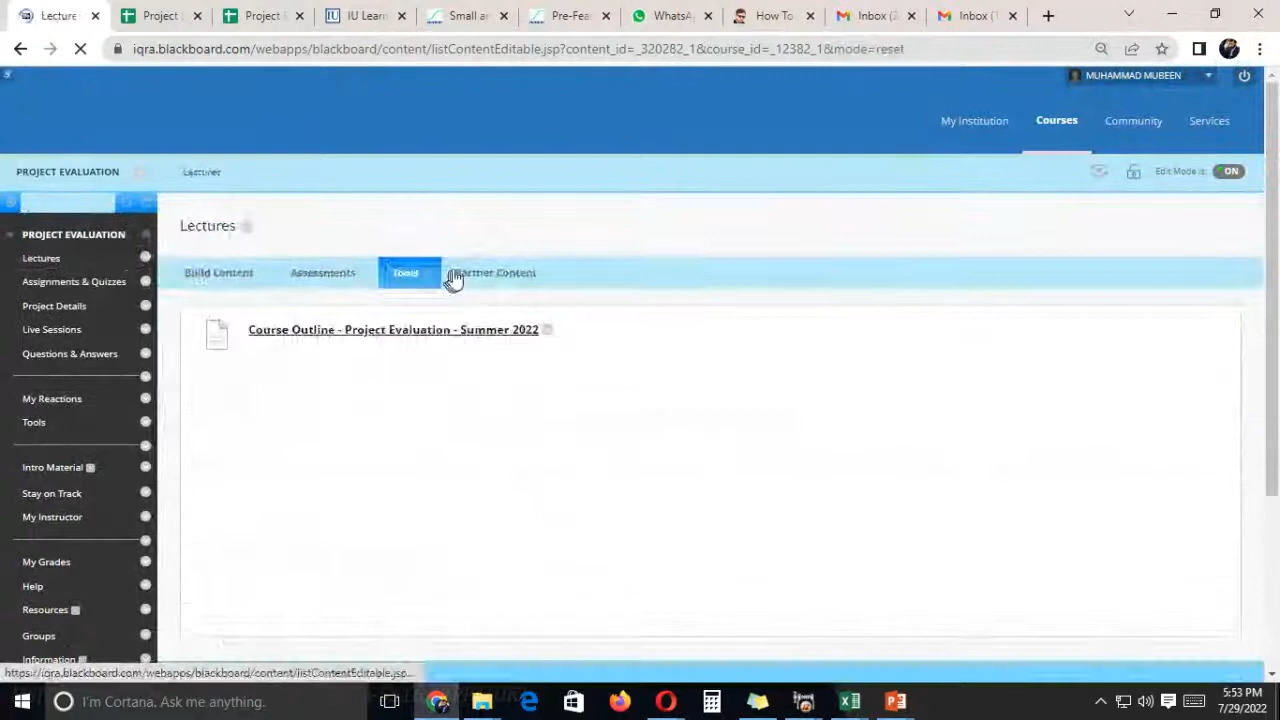 Lecture
Project
Project E
IU Learn
Small an
Pre-Fea
WhatsA
How To
Inbox (2
Inbox (1
iqra.blackboard.com/webapps/blackboard/content/listContentEditable.jsp?content_id=_320282_1&course_id=_12382_1&mode=reset
MUHAMMAD MUBEEN
My Institution
Courses
Community
Services
PROJECT EVALUATION
Lectures
Edit Mode is:
ON
PROJECT EVALUATION
Lectures
Lectures
Assignments & Quizzes
Project Details
Live Sessions
Questions & Answers
My Reactions
Tools
Intro Material
Stay on Track
My Instructor
My Grades
Help
Resources
Groups
Information
Build Content
Assessments
Tools
Partner Content
Course Outline - Project Evaluation - Summer 2022
https://iqra.blackboard.com/webapps/blackboard/content/listContentEditable.jsp...
I'm Cortana. Ask me anything.
5:53 PM
7/29/2022